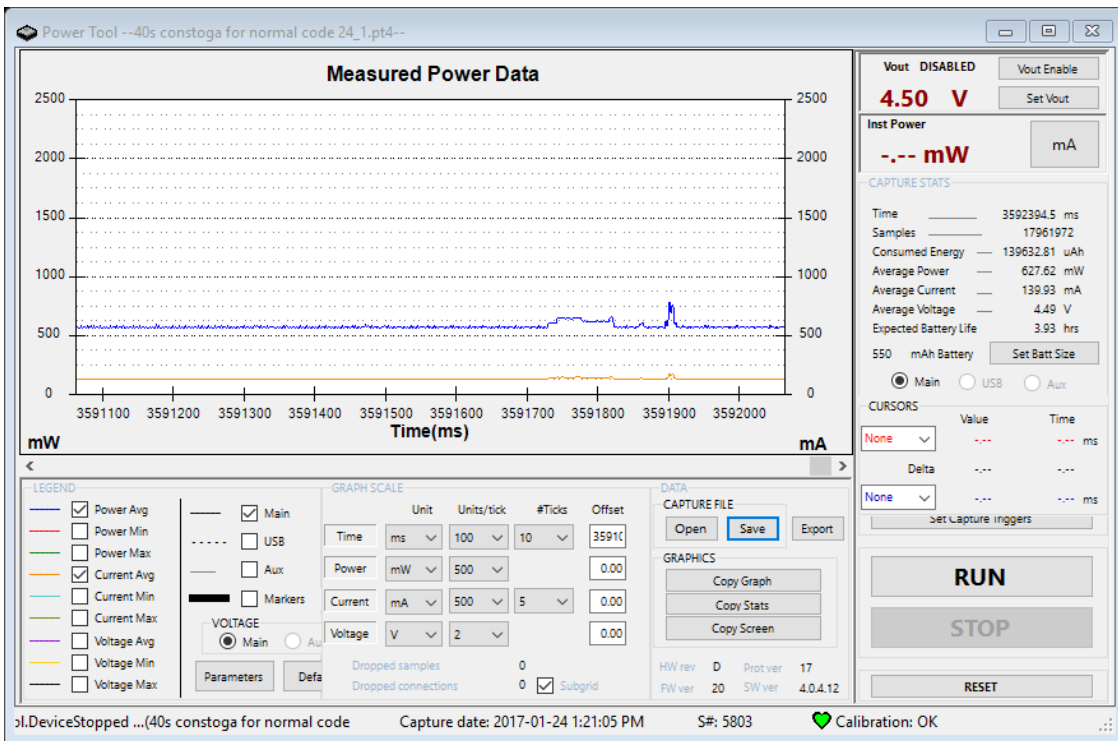 Power Tool --40s constoga for normal code 24_1.pt4--
Measured Power Data
2500 2500
2000 2000
1500 1500
1000 1000
500 500
0 0
3591100 3591200 3591300 3591400 3591500 3591600 3591700 3591800 3591900 3592000
Time(ms)
mW mA
Vout DISABLED Vout Enable
4.50 V Set Vout
Inst Power
-.-- mW mA
CAPTURE STATS
Time 3592394.5 ms
Samples 17961972
Consumed Energy 139632.81 uAh
Average Power 627.62 mW
Average Current 139.93 mA
Average Voltage 4.49 V
Expected Battery Life 3.93 hrs
550 mAh Battery Set Batt Size
Main USB Aux
CURSORS
Value Time
None -.-- -.-- ms
Delta -.-- -.--
None -.-- -.-- ms
Set Capture Triggers
RUN
STOP
RESET
LEGEND
Power Avg
Power Min
Power Max
Current Avg
Current Min
Current Max
Voltage Avg
Voltage Min
Voltage Max
Main
USB
Aux
Markers
VOLTAGE
Main Au
Parameters Defa
GRAPH SCALE
Unit Units/tick #Ticks Offset
Time ms 100 10 3591(
Power mW 500 0.00
Current mA 500 5 0.00
Voltage V 2 0.00
Dropped samples 0
Dropped connections 0 Subgrid
DATA
CAPTURE FILE
Open Save Export
GRAPHICS
Copy Graph
Copy Stats
Copy Screen
HW rev D Prot ver 17
FW ver 20 SW ver 4.0.4.12
ol.DeviceStopped ...(40s constoga for normal code Capture date: 2017-01-24 1:21:05 PM S#: 5803 Calibration: OK